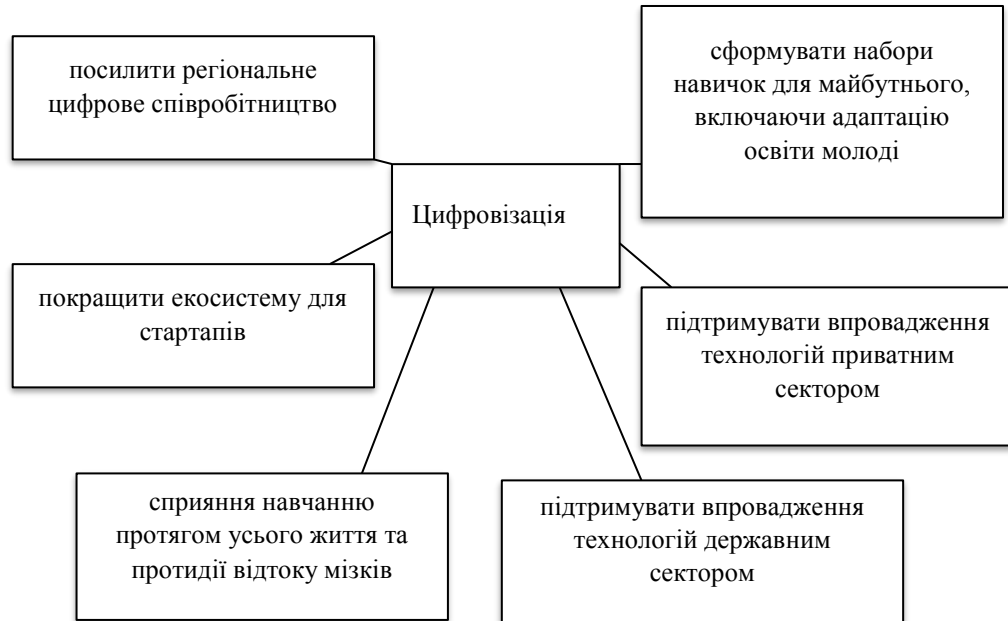 посилити регіональне
цифрове співробітництво
сформувати набори
навичок для майбутнього,
включаючи адаптацію
освіти молоді
Цифровізація
покращити екосистему для
стартапів
підтримувати впровадження
технологій приватним
сектором
сприяння навчанню
протягом усього життя та
протидії відтоку мізків
підтримувати впровадження
технологій державним
сектором